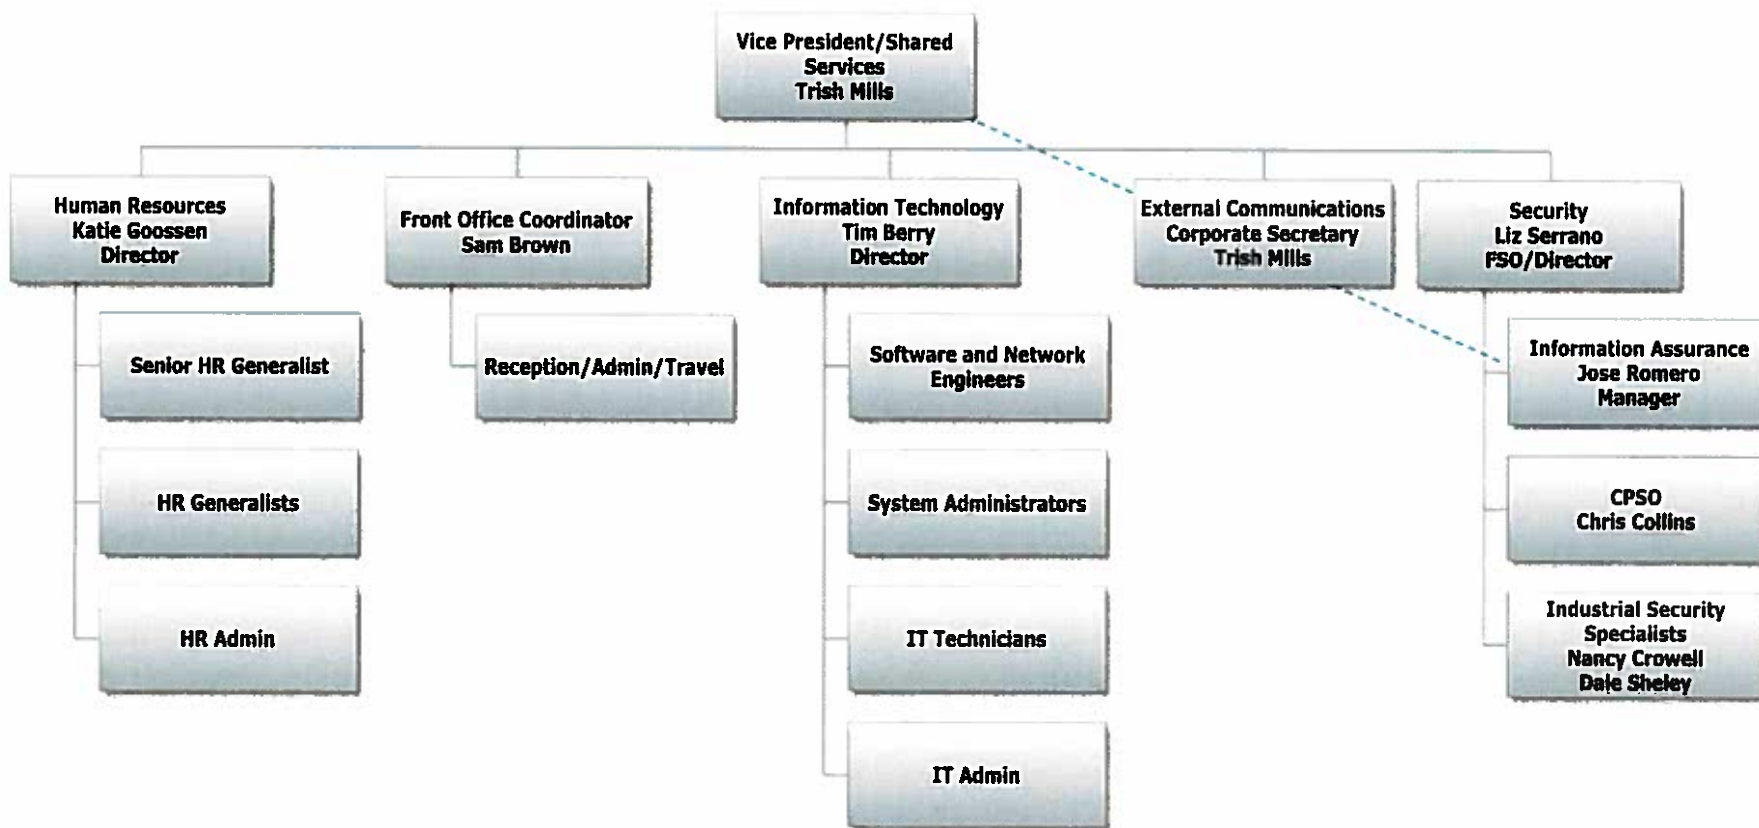 Vice President/Shared
Services
Trish Mills
Human Resources
Katie Goossen
Director
Front Office Coordinator
Sam Brown
Information Technology
Tim Berry
Director
External Communications
Corporate Secretary
Trish Mills
Security
Liz Serrano
FSO/Director
Senior HR Generalist
HR Generalists
HR Admin
Reception/Admin/Travel
Software and Network
Engineers
System Administrators
IT Technicians
IT Admin
Information Assurance
Jose Romero
Manager
CPSO
Chris Collins
Industrial Security
Specialists
Nancy Crowell
Dale Sheley